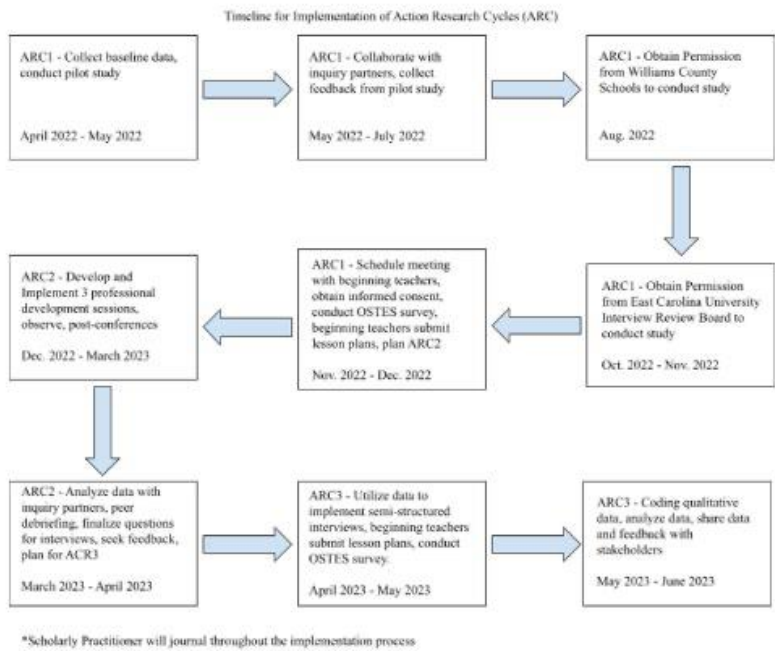 Timeline for Implementation of Action Research Cycles (ARC)
ARC1 - Collect baseline data,
conduct pilot study
April 2022 - May 2022
ARC1 - Collaborate with
inquiry partners, collect
feedback from pilot study
May 2022 - July 2022
ARC1 - Obtain Permission
from Williams County
Schools to conduct study
Aug. 2022
ARC1 - Obtain Permission
from East Carolina University
Interview Review Board to
conduct study
Oct. 2022 - Nov. 2022
ARC1 - Schedule meeting
with beginning teachers,
obtain informed consent,
conduct OSTES survey,
beginning teachers submit
lesson plans, plan ARC2
Nov. 2022 - Dec. 2022
ARC2 - Develop and
Implement 3 professional
development sessions,
observe, post-conferences
Dec. 2022 - March 2023
ARC2 - Analyze data with
inquiry partners, peer
debriefing, finalize questions
for interviews, seek feedback,
plan for ACR3
March 2023 - April 2023
ARC3 - Utilize data to
implement semi-structured
interviews, beginning teachers
submit lesson plans, conduct
OSTES survey.
April 2023 - May 2023
ARC3 - Coding qualitative
data, analyze data, share data
and feedback with
stakeholders
May 2023 - June 2023
*Scholarly Practitioner will journal throughout the implementation process